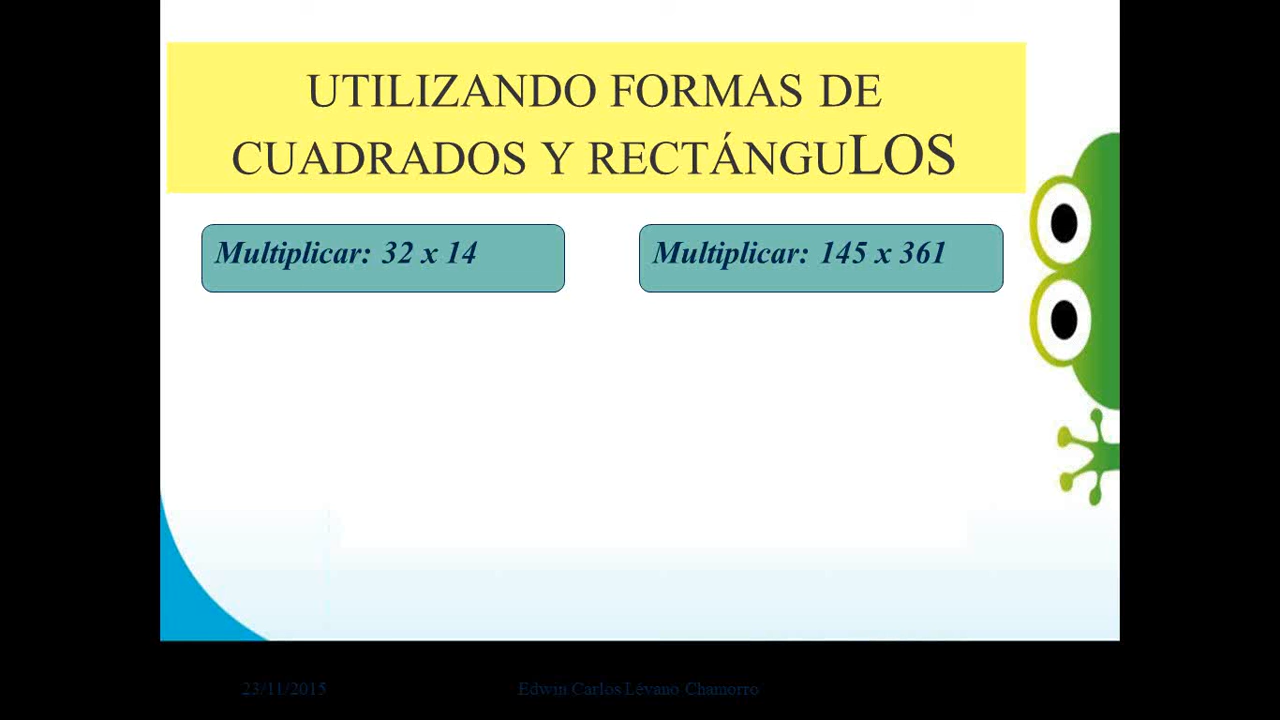 UTILIZANDO FORMAS DE
CUADRADOS Y RECTÁNGULOS
Multiplicar: 32 x 14
Multiplicar: 145 x 361
23/11/2015
Edwin Carlos Lévano Chamorro